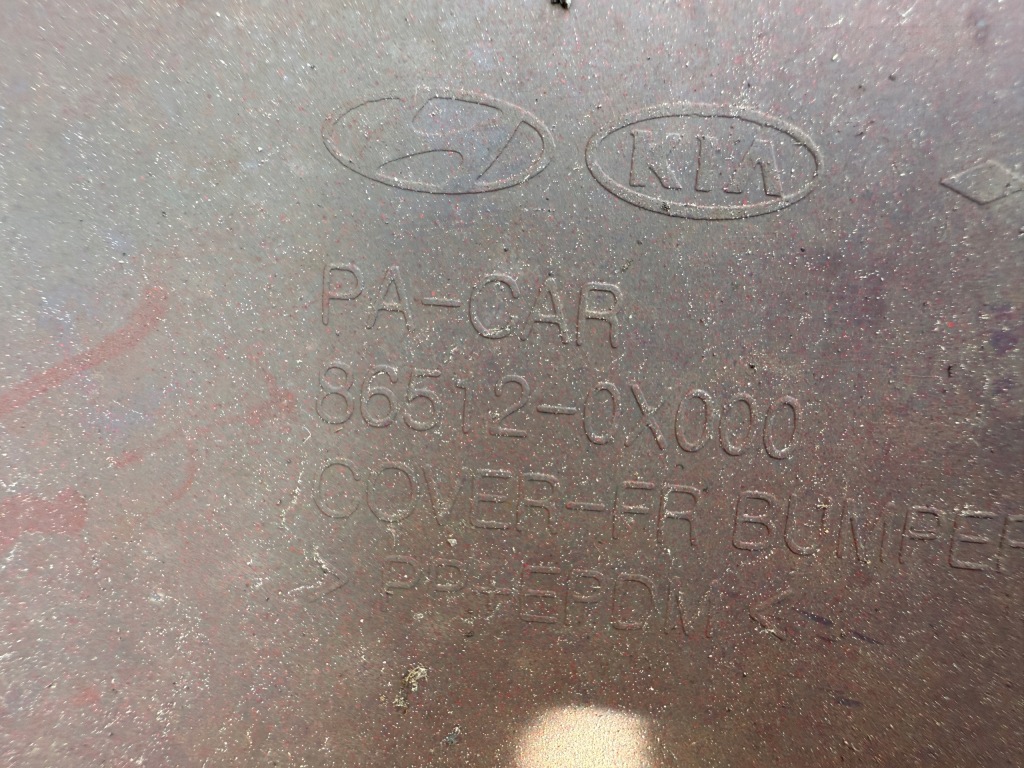 KIA
PA-CAR
86512-0X000
COVER-FR BUMPER
> PP+EPDM <